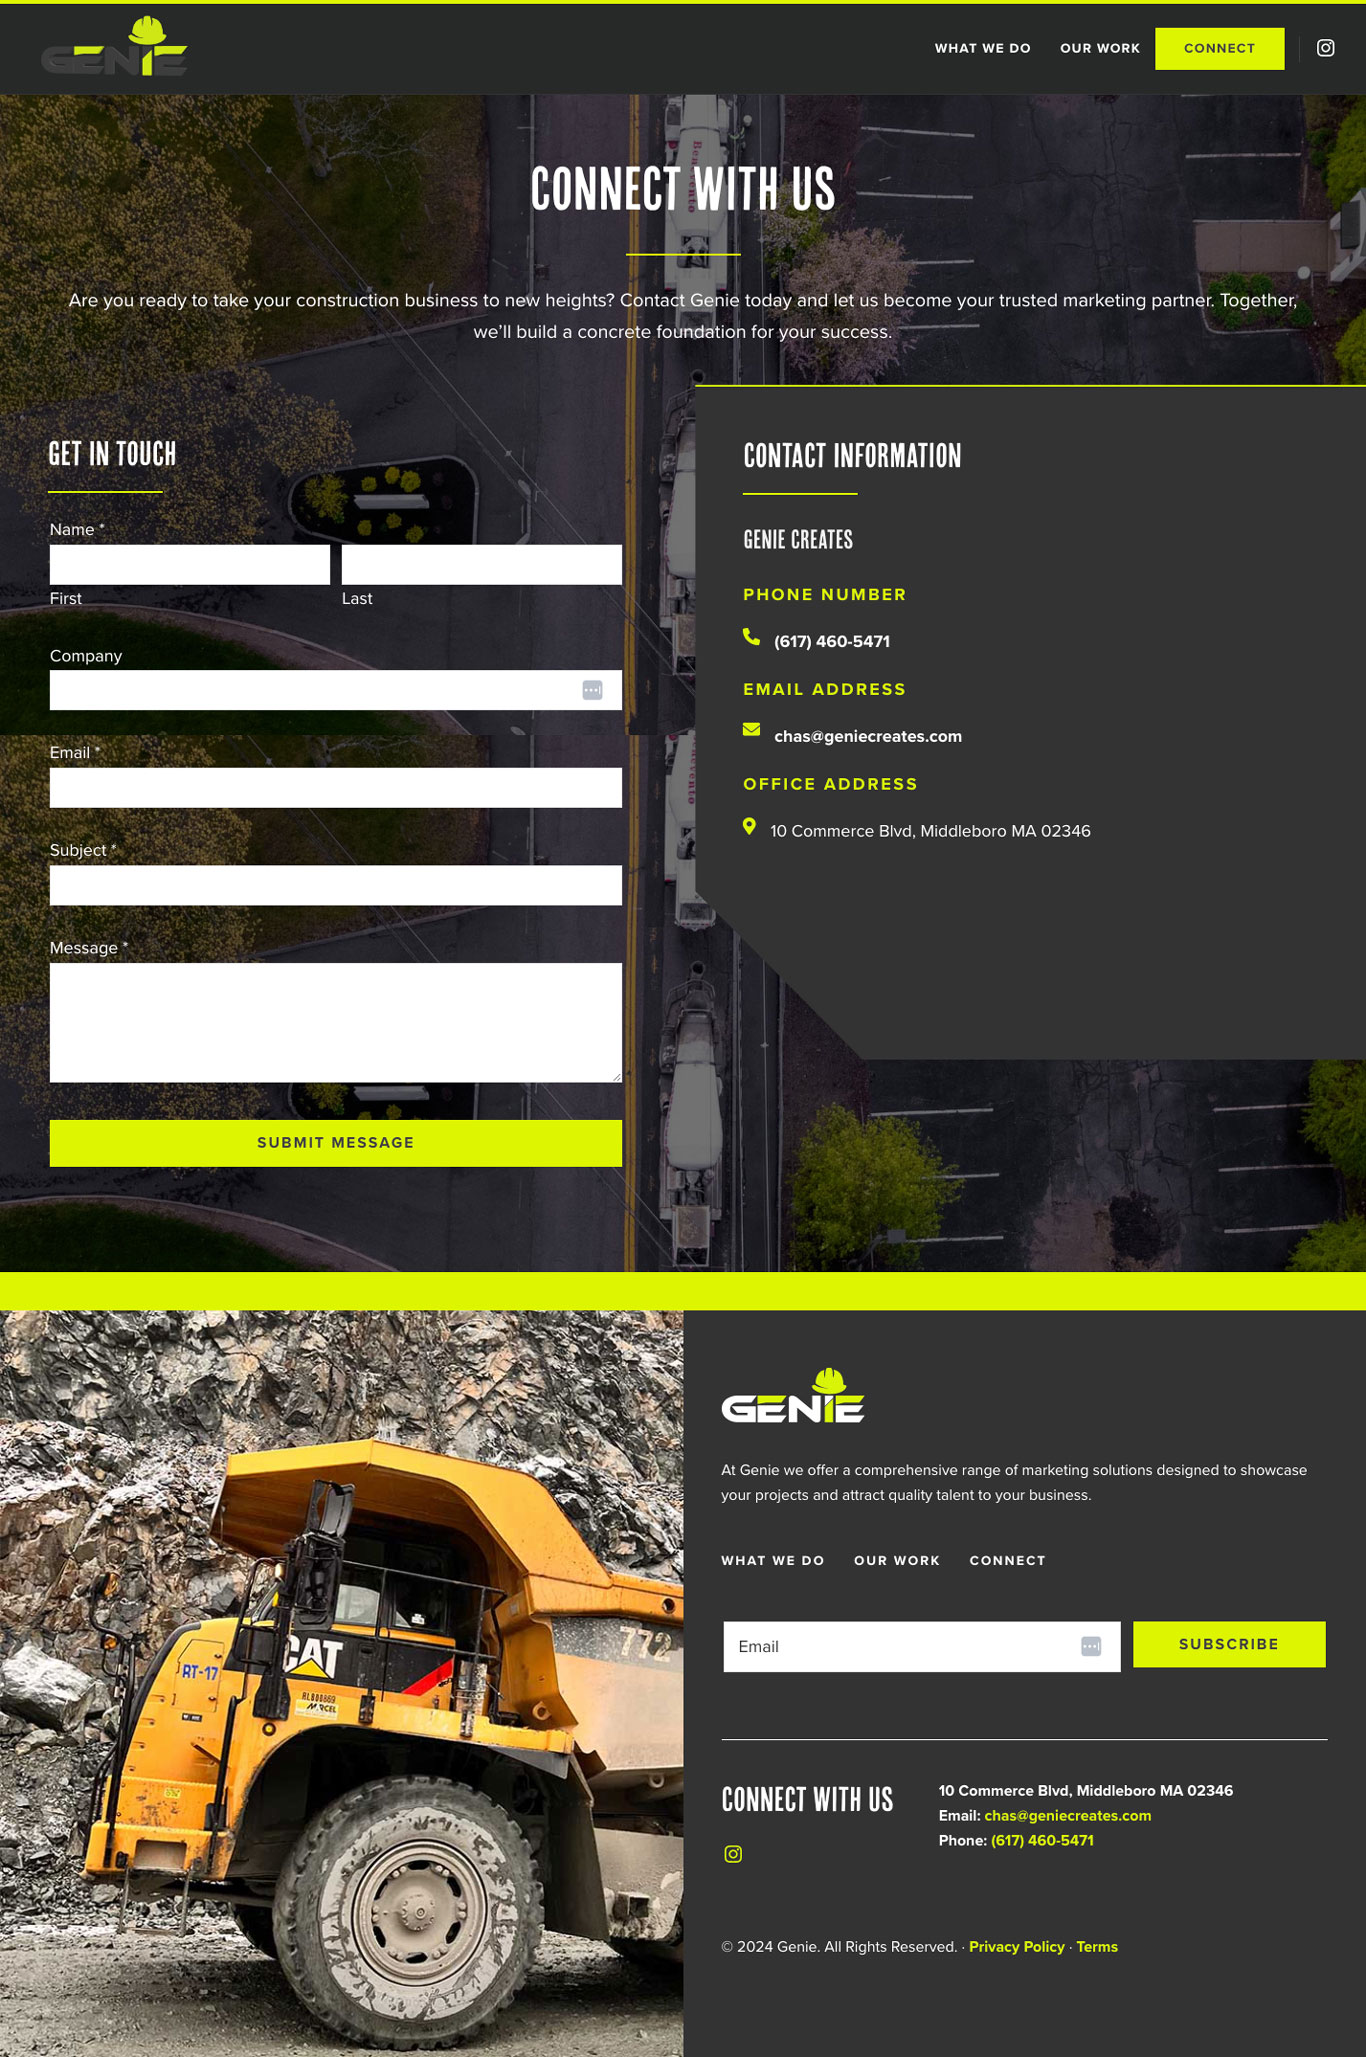 GENIE
WHAT WE DO
OUR WORK
CONNECT
Benevento
CONNECT WITH US
Are you ready to take your construction business to new heights? Contact Genie today and let us become your trusted marketing partner. Together,
we’ll build a concrete foundation for your success.
GET IN TOUCH
Name *
First
Last
Company
Email *
Subject *
Message *
SUBMIT MESSAGE
CONTACT INFORMATION
GENIE CREATES
PHONE NUMBER
(617) 460-5471
EMAIL ADDRESS
chas@geniecreates.com
OFFICE ADDRESS
10 Commerce Blvd, Middleboro MA 02346
CAT
RT-17
RLB00869
MARCEL
772
GENIE
At Genie we offer a comprehensive range of marketing solutions designed to showcase
your projects and attract quality talent to your business.
WHAT WE DO
OUR WORK
CONNECT
Email
SUBSCRIBE
CONNECT WITH US
10 Commerce Blvd, Middleboro MA 02346
Email: chas@geniecreates.com
Phone: (617) 460-5471
© 2024 Genie. All Rights Reserved. · Privacy Policy · Terms